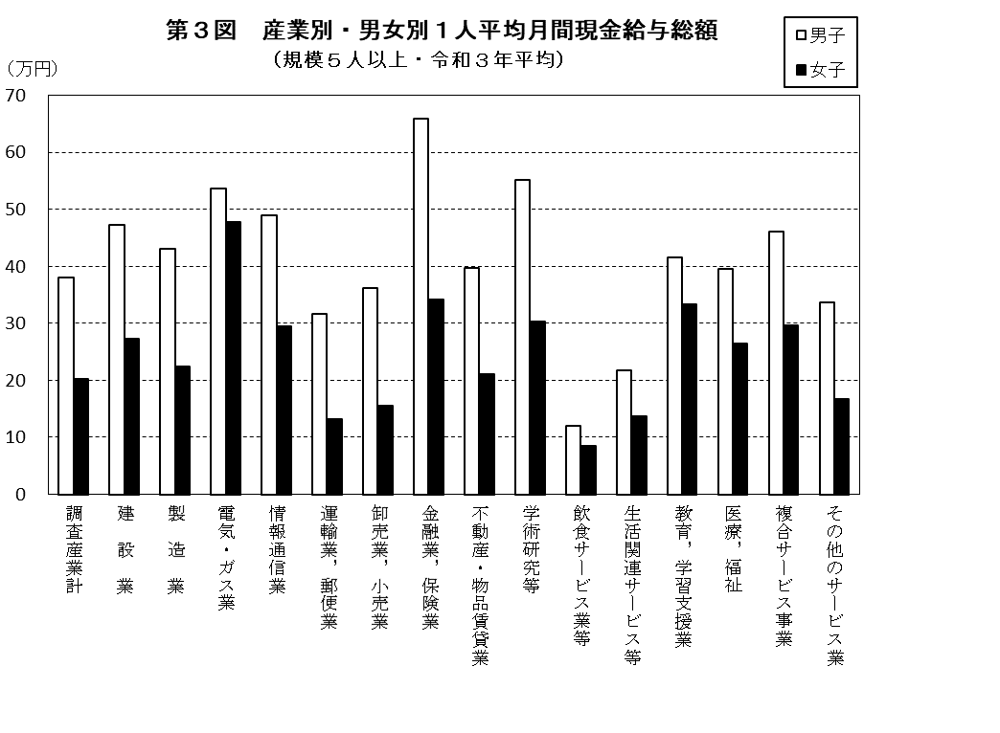 第３図　産業別・男女別１人平均月間現金給与総額
（規模５人以上・令和３年平均）
男子
女子
（万円）
70
60
50
40
30
20
10
0
調査産業計
建設業
製造業
電気・ガス業
情報通信業
運輸業，郵便業
卸売業，小売業
金融業，保険業
不動産・物品賃貸業
学術研究等
飲食サービス業等
生活関連サービス等
教育，学習支援業
医療，福祉
複合サービス事業
その他のサービス業